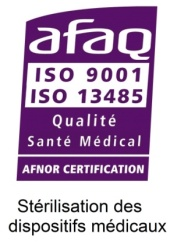 afaq
ISO 9001
ISO 13485
Qualité
Santé Médical
AFNOR CERTIFICATION
Stérilisation des
dispositifs médicaux